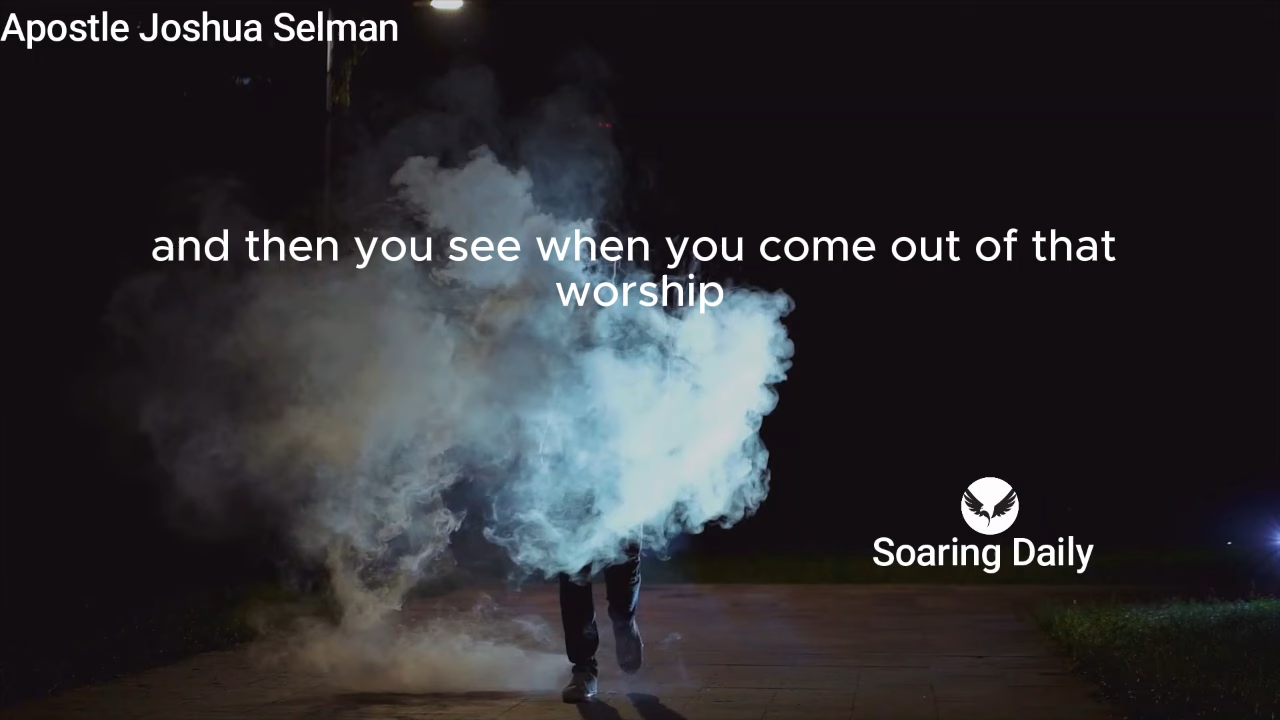 Apostle Joshua Selman
and then you see when you come out of that
worship
Soaring Daily